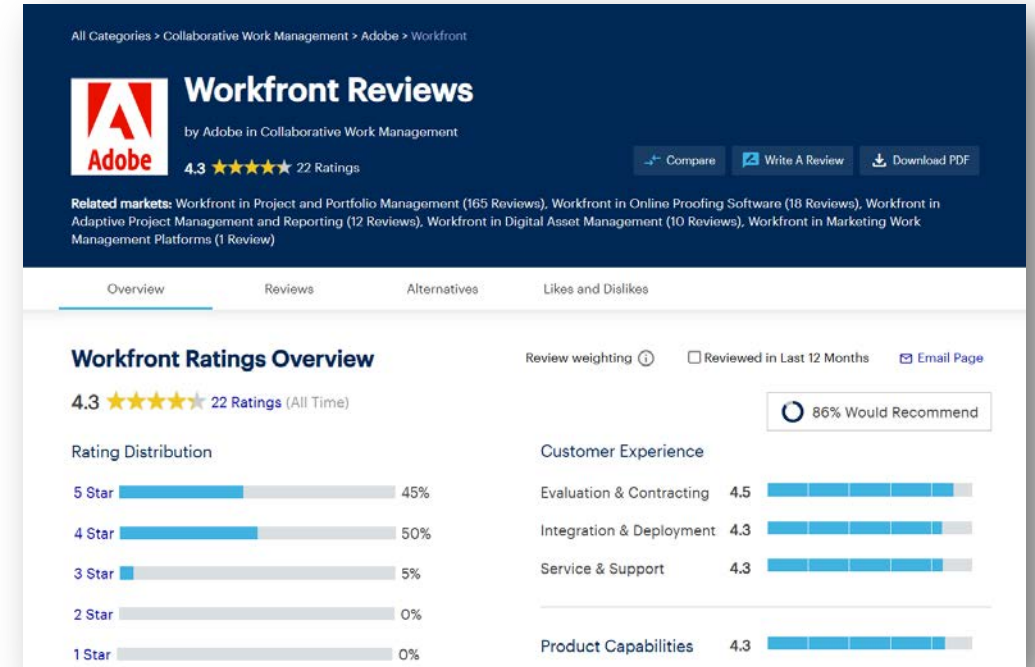 All Categories > Collaborative Work Management > Adobe > Workfront
Adobe
Workfront Reviews
by Adobe in Collaborative Work Management
4.3 22 Ratings
Compare
Write A Review
Download PDF
Related markets: Workfront in Project and Portfolio Management (165 Reviews), Workfront in Online Proofing Software (18 Reviews), Workfront in
Adaptive Project Management and Reporting (12 Reviews), Workfront in Digital Asset Management (10 Reviews), Workfront in Marketing Work
Management Platforms (1 Review)
Overview
Reviews
Alternatives
Likes and Dislikes
Workfront Ratings Overview
Review weighting
Reviewed in Last 12 Months
Email Page
4.3 22 Ratings (All Time)
86% Would Recommend
Rating Distribution
5 Star 45%
4 Star 50%
3 Star 5%
2 Star 0%
1 Star 0%
Customer Experience
Evaluation & Contracting 4.5
Integration & Deployment 4.3
Service & Support 4.3
Product Capabilities 4.3